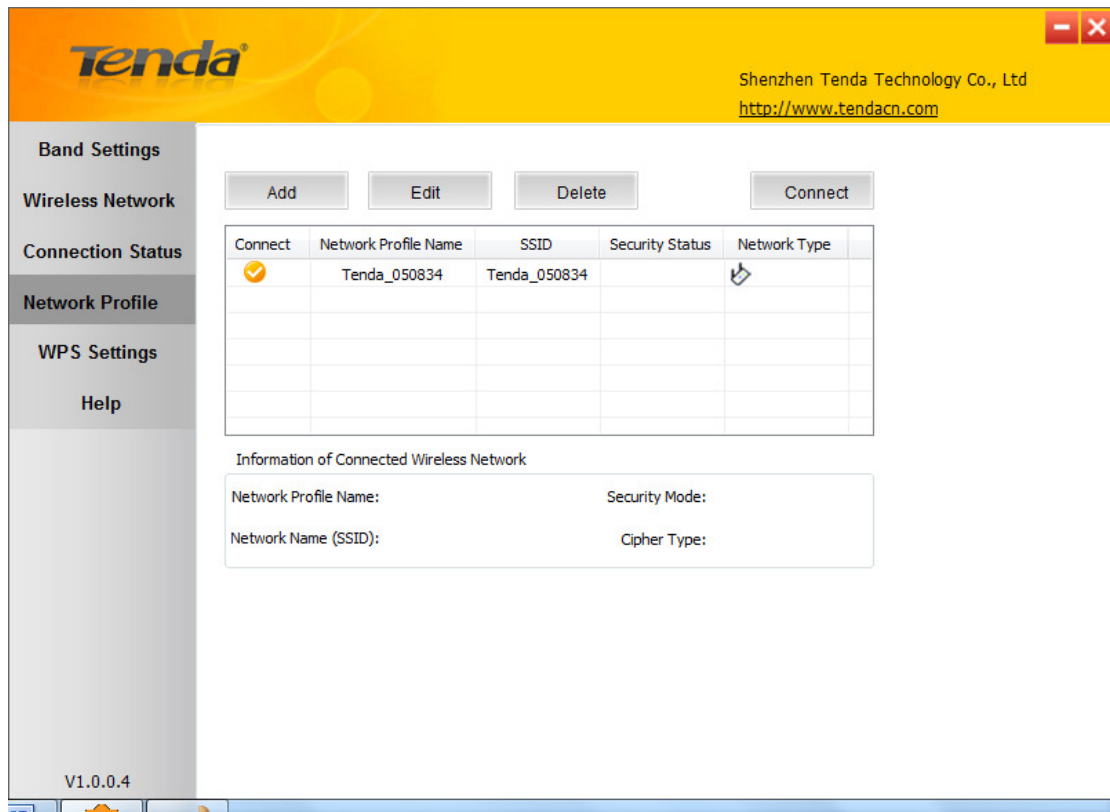 Tenda®
Shenzhen Tenda Technology Co., Ltd
http://www.tendacn.com
Band Settings
Wireless Network
Connection Status
Network Profile
WPS Settings
Help
V1.0.0.4
Add Edit Delete Connect
Connect Network Profile Name SSID Security Status Network Type
Tenda_050834 Tenda_050834
Information of Connected Wireless Network
Network Profile Name: Security Mode:
Network Name (SSID): Cipher Type: